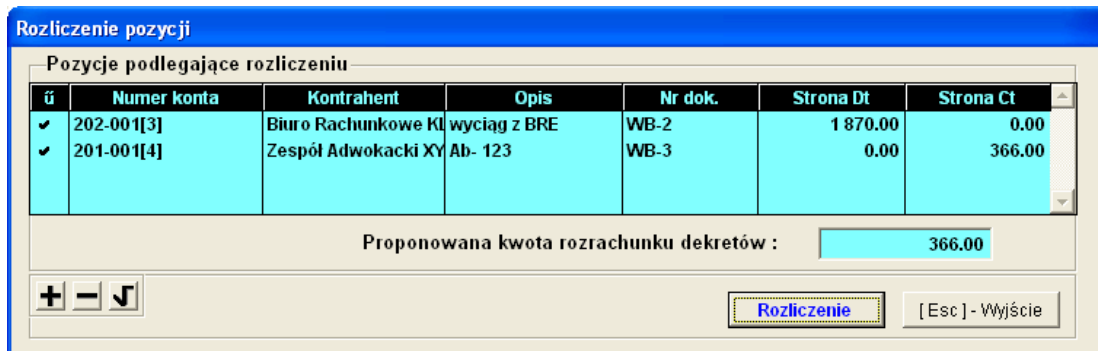 Rozliczenie pozycji
Pozycje podlegające rozliczeniu
ű Numer konta Kontrahent Opis Nr dok. Strona Dt Strona Ct
202-001[3] Biuro Rachunkowe KL wyciąg z BRE WB-2 1 870.00 0.00
201-001[4] Zespół Adwokacki XY Ab- 123 WB-3 0.00 366.00
Proponowana kwota rozrachunku dekretów : 366.00
Rozliczenie [ Esc ] - Wyjście